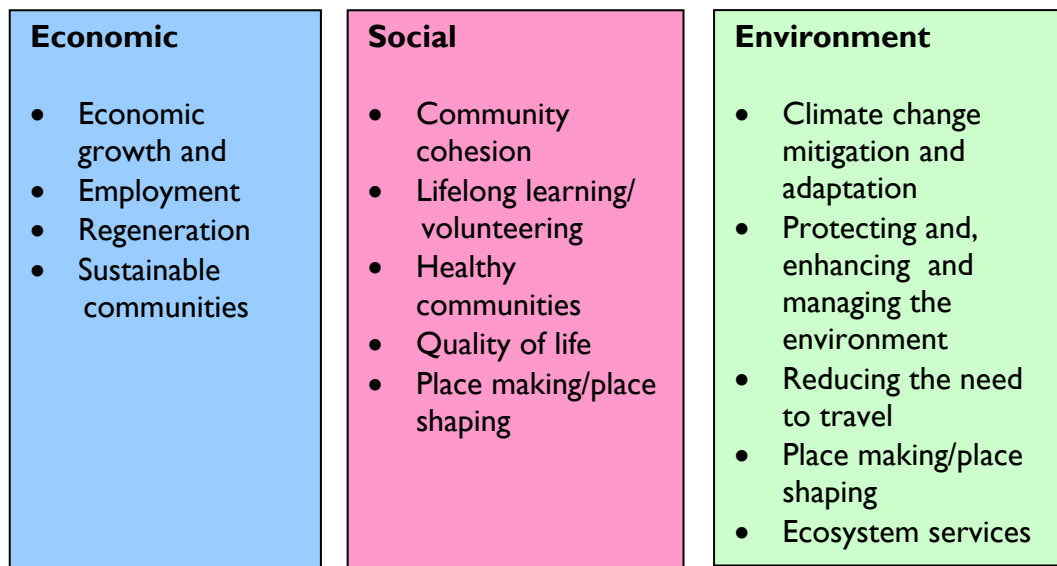 Economic
• Economic
growth and
• Employment
• Regeneration
• Sustainable
communities
Social
• Community
cohesion
• Lifelong learning/
volunteering
• Healthy
communities
• Quality of life
• Place making/place
shaping
Environment
• Climate change
mitigation and
adaptation
• Protecting and,
enhancing and
managing the
environment
• Reducing the need
to travel
• Place making/place
shaping
• Ecosystem services